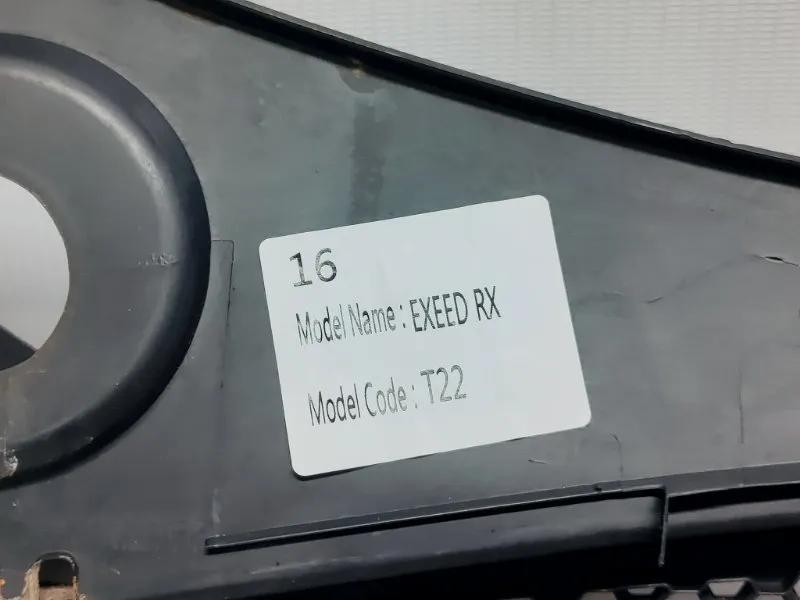 16
Model Name : EXEED RX
Model Code : T22